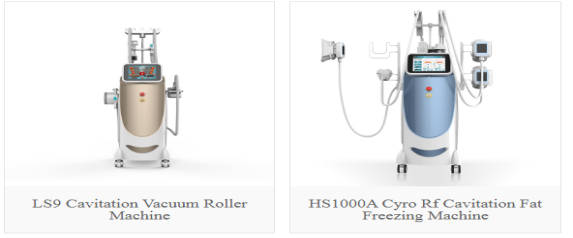 LS9 Cavitation Vacuum Roller
Machine
HS1000A Cyro Rf Cavitation Fat
Freezing Machine